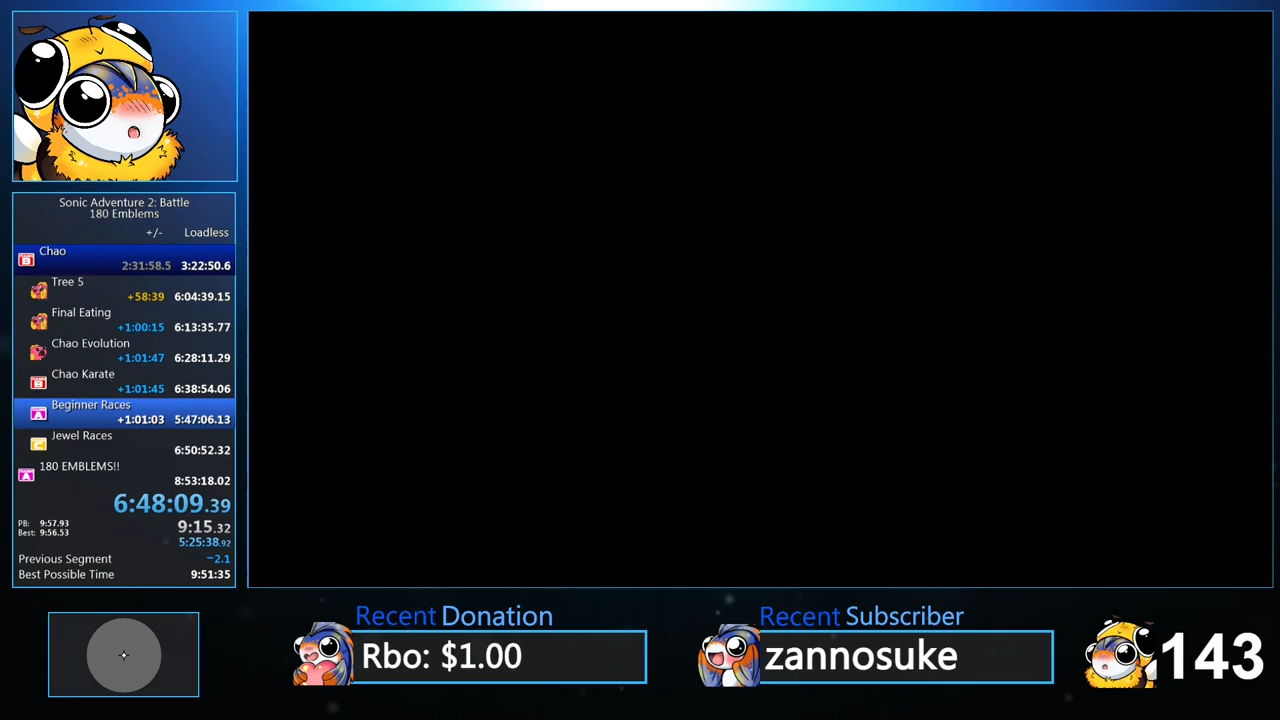 Sonic Adventure 2: Battle
180 Emblems
+/- Loadless
Chao
2:31:58.5 3:22:50.6
Tree 5
+58:39 6:04:39.15
Final Eating
+1:00:15 6:13:35.77
Chao Evolution
+1:01:47 6:28:11.29
Chao Karate
+1:01:45 6:38:54.06
Beginner Races
+1:01:03 5:47:06.13
Jewel Races
6:50:52.32
180 EMBLEMS!!
8:53:18.02
6:48:09.39
PB: 9:57.93 9:15.32
Best: 9:56.53
5:25:38.92
Previous Segment −2.1
Best Possible Time 9:51:35
Recent Donation
Rbo: $1.00
Recent Subscriber
zannosuke
143